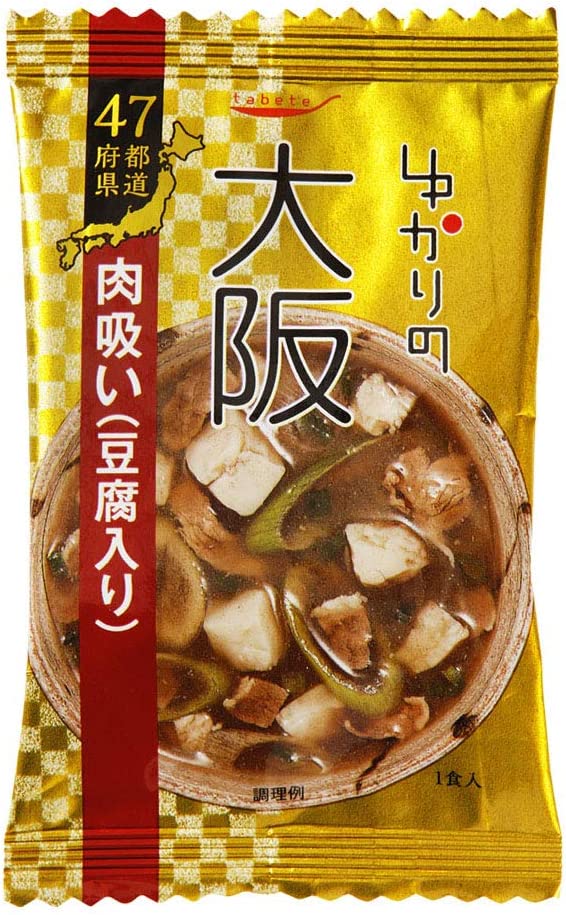 tabete
47
都道
府県
ゆかりの
大阪
肉吸い(豆腐入り)
調理例
1食入